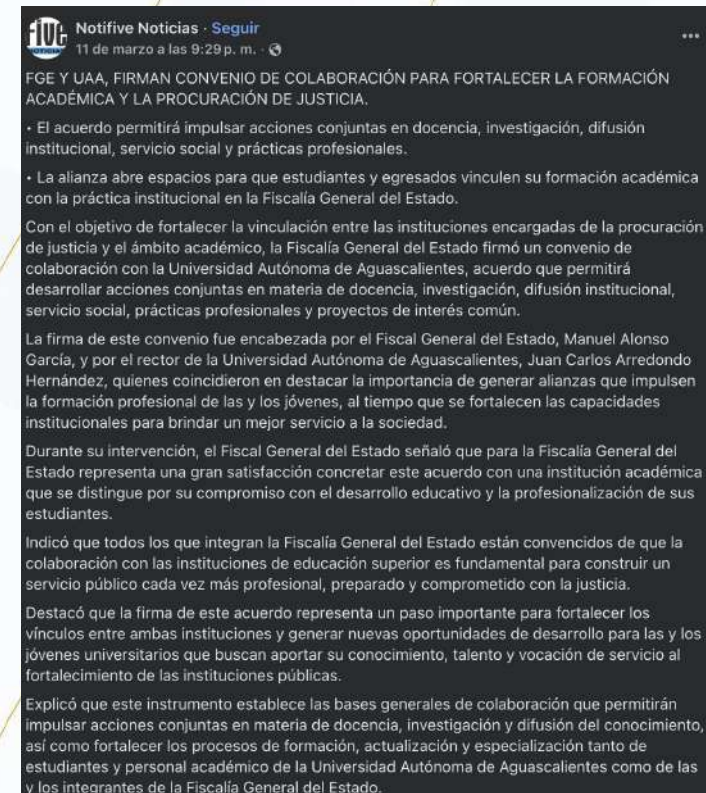 FIVE
NOTICIAS
Notifive Noticias · Seguir
11 de marzo a las 9:29 p. m. ·
FGE Y UAA, FIRMAN CONVENIO DE COLABORACIÓN PARA FORTALECER LA FORMACIÓN
ACADÉMICA Y LA PROCURACIÓN DE JUSTICIA.
• El acuerdo permitirá impulsar acciones conjuntas en docencia, investigación, difusión
institucional, servicio social y prácticas profesionales.
• La alianza abre espacios para que estudiantes y egresados vinculen su formación académica
con la práctica institucional en la Fiscalía General del Estado.
Con el objetivo de fortalecer la vinculación entre las instituciones encargadas de la procuración
de justicia y el ámbito académico, la Fiscalía General del Estado firmó un convenio de
colaboración con la Universidad Autónoma de Aguascalientes, acuerdo que permitirá
desarrollar acciones conjuntas en materia de docencia, investigación, difusión institucional,
servicio social, prácticas profesionales y proyectos de interés común.
La firma de este convenio fue encabezada por el Fiscal General del Estado, Manuel Alonso
García, y por el rector de la Universidad Autónoma de Aguascalientes, Juan Carlos Arredondo
Hernández, quienes coincidieron en destacar la importancia de generar alianzas que impulsen
la formación profesional de las y los jóvenes, al tiempo que se fortalecen las capacidades
institucionales para brindar un mejor servicio a la sociedad.
Durante su intervención, el Fiscal General del Estado señaló que para la Fiscalía General del
Estado representa una gran satisfacción concretar este acuerdo con una institución académica
que se distingue por su compromiso con el desarrollo educativo y la profesionalización de sus
estudiantes.
Indicó que todos los que integran la Fiscalía General del Estado están convencidos de que la
colaboración con las instituciones de educación superior es fundamental para construir un
servicio público cada vez más profesional, preparado y comprometido con la justicia.
Destacó que la firma de este acuerdo representa un paso importante para fortalecer los
vínculos entre ambas instituciones y generar nuevas oportunidades de desarrollo para las y los
jóvenes universitarios que buscan aportar su conocimiento, talento y vocación de servicio al
fortalecimiento de las instituciones públicas.
Explicó que este instrumento establece las bases generales de colaboración que permitirán
impulsar acciones conjuntas en materia de docencia, investigación y difusión del conocimiento,
así como fortalecer los procesos de formación, actualización y especialización tanto de
estudiantes y personal académico de la Universidad Autónoma de Aguascalientes como de las
y los integrantes de la Fiscalía General del Estado.